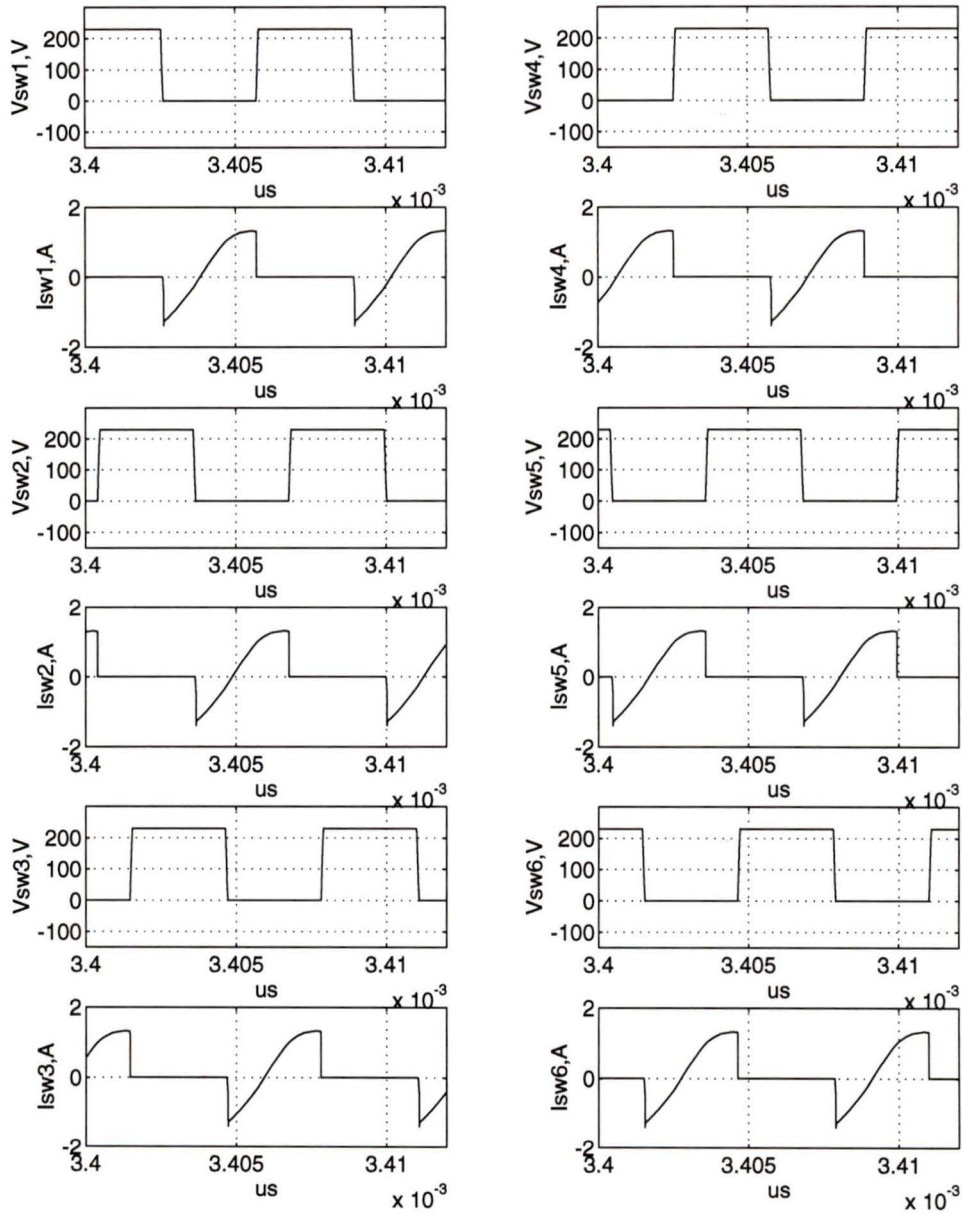 Vsw1,V
200
100
0
-100
3.4
3.405
3.41
us
x 10-3
Vsw4,V
200
100
0
-100
3.4
3.405
3.41
us
x 10-3
Isw1,A
2
0
-2
3.4
3.405
3.41
us
x 10-3
Isw4,A
2
0
-2
3.4
3.405
3.41
us
x 10-3
Vsw2,V
200
100
0
-100
3.4
3.405
3.41
us
x 10-3
Vsw5,V
200
100
0
-100
3.4
3.405
3.41
us
x 10-3
Isw2,A
2
0
-2
3.4
3.405
3.41
us
x 10-3
Isw5,A
2
0
-2
3.4
3.405
3.41
us
x 10-3
Vsw3,V
200
100
0
-100
3.4
3.405
3.41
us
x 10-3
Vsw6,V
200
100
0
-100
3.4
3.405
3.41
us
x 10-3
Isw3,A
2
0
-2
3.4
3.405
3.41
us
x 10-3
Isw6,A
2
0
-2
3.4
3.405
3.41
us
x 10-3